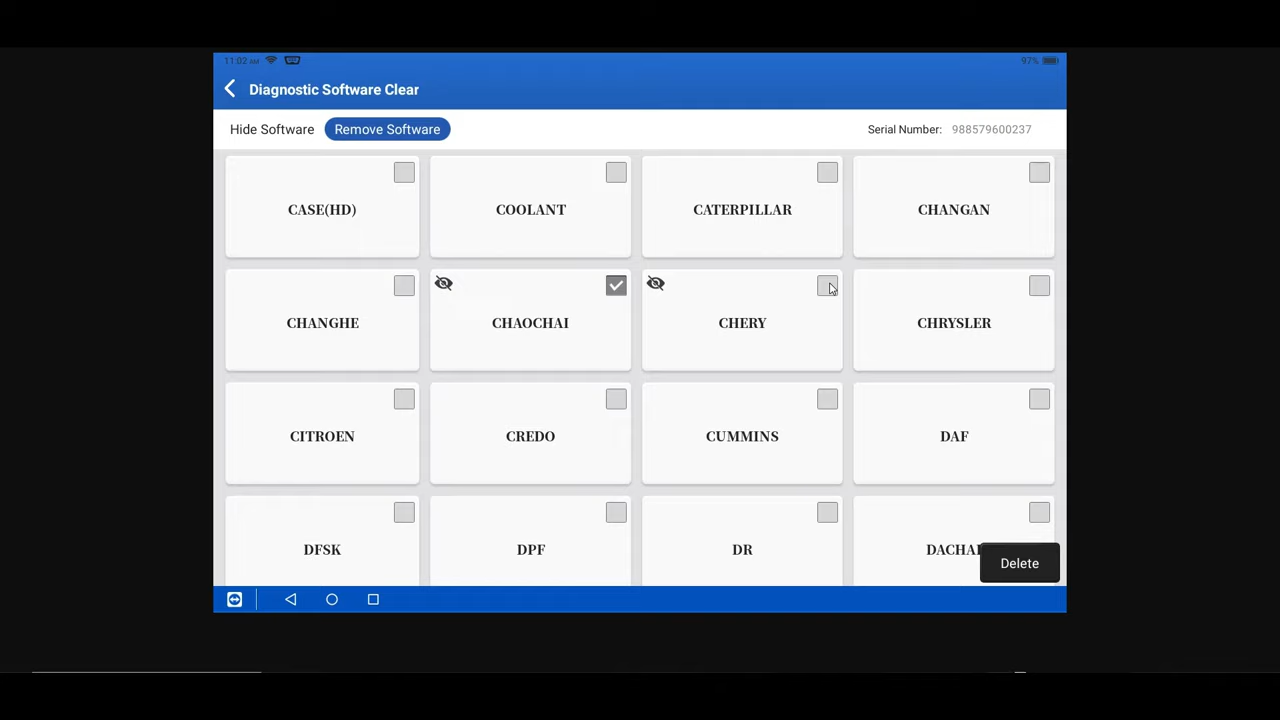 11:02 AM 97%
Diagnostic Software Clear
Hide Software Remove Software Serial Number: 988579600237
CASE(HD) COOLANT CATERPILLAR CHANGAN
CHANGHE CHAOCHAI CHERY CHRYSLER
CITROEN CREDO CUMMINS DAF
DFSK DPF DR DACHAI
Delete